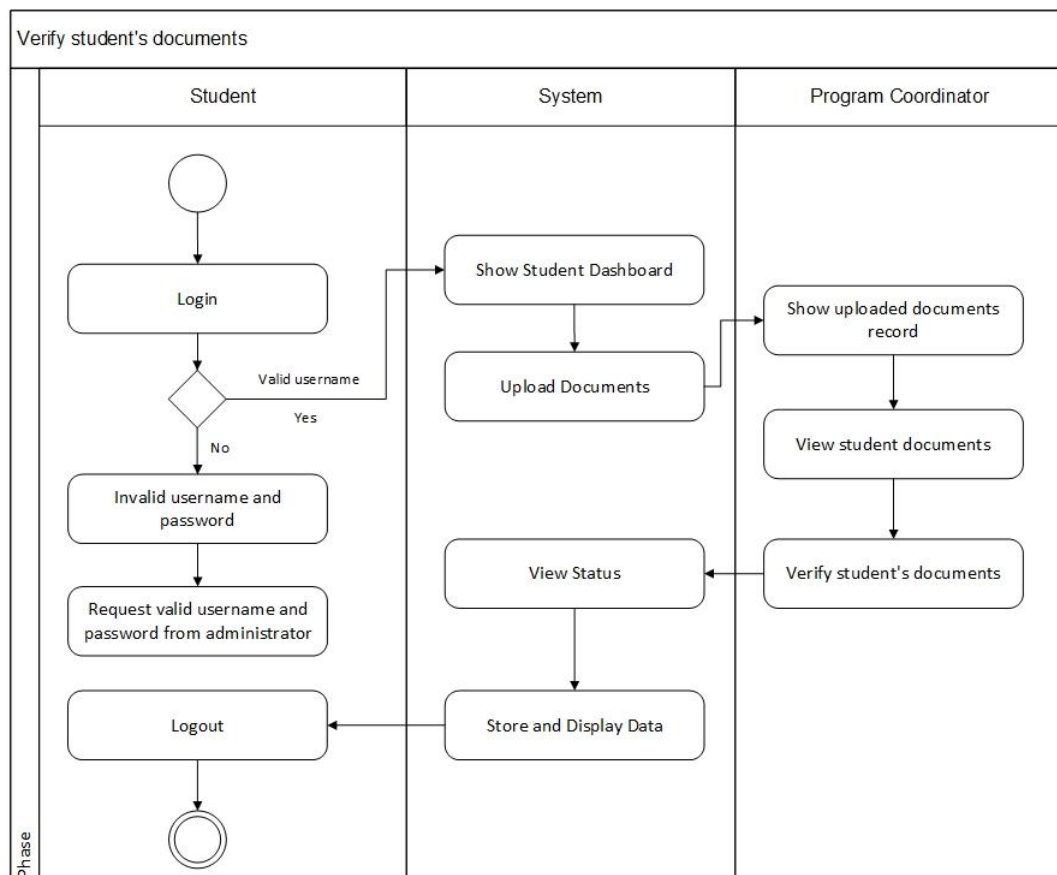 Verify student's documents
Student
System
Program Coordinator
Login
Valid username
Yes
No
Invalid username and
password
Request valid username and
password from administrator
Logout
Show Student Dashboard
Upload Documents
View Status
Store and Display Data
Show uploaded documents
record
View student documents
Verify student's documents
Phase